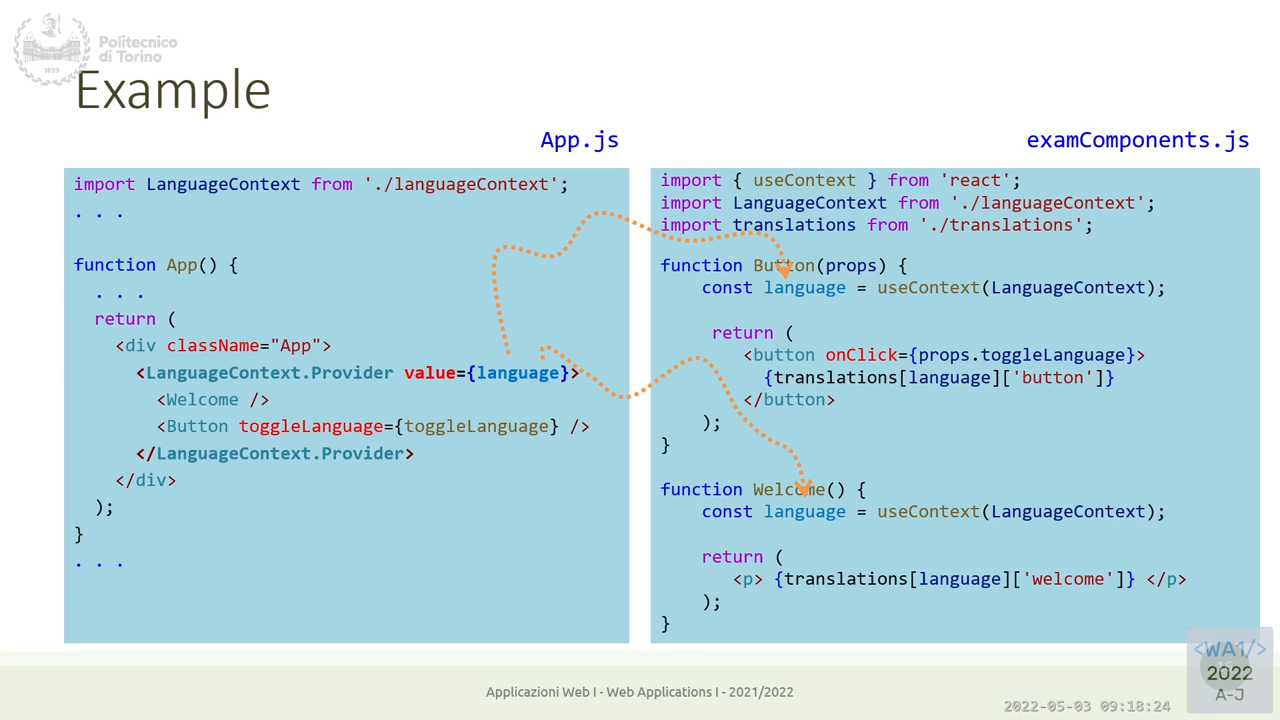 Politecnico
di Torino
1859
Example
App.js
import LanguageContext from './languageContext';
. . .
function App() {
. . .
return (
<div className="App">
<LanguageContext.Provider value={language}>
<Welcome />
<Button toggleLanguage={toggleLanguage} />
</LanguageContext.Provider>
</div>
);
}
. . .
examComponents.js
import { useContext } from 'react';
import LanguageContext from './languageContext';
import translations from './translations';
function Button(props) {
const language = useContext(LanguageContext);
return (
<button onClick={props.toggleLanguage}>
{translations[language]['button']}
</button>
);
}
function Welcome() {
const language = useContext(LanguageContext);
return (
<p> {translations[language]['welcome']} </p>
);
}
Applicazioni Web I - Web Applications I - 2021/2022
2022-05-03 09:18:24
<WA1/>
2022
A-J